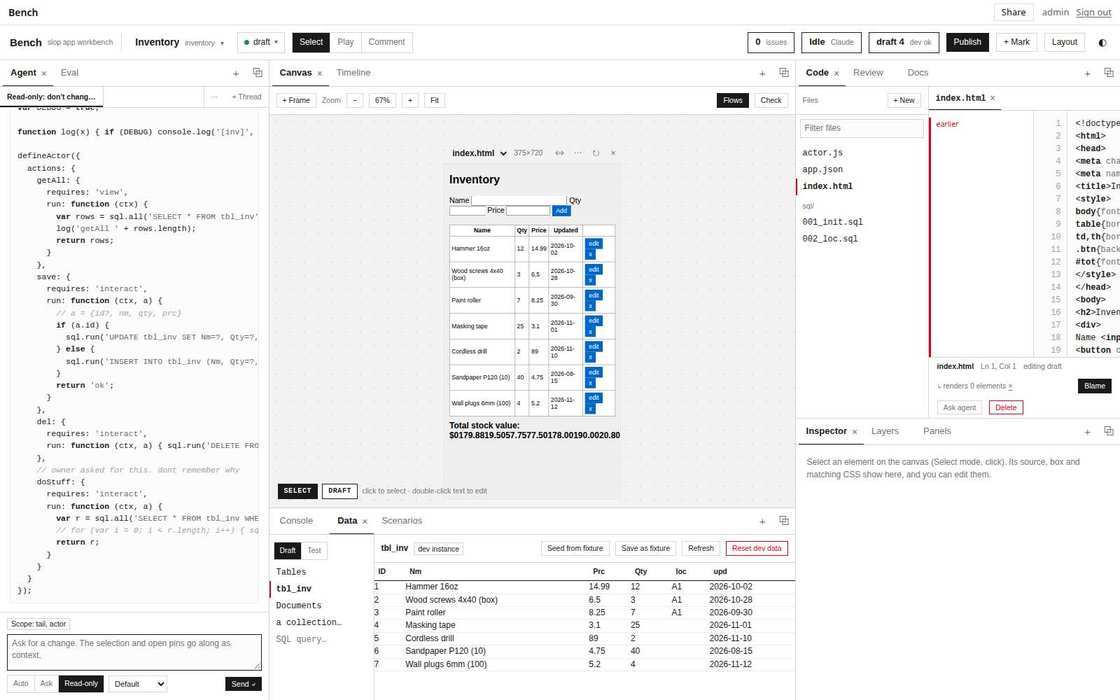 Bench
Share admin Sign out
Bench slop app workbench Inventory inventory draft Select Play Comment
0 issues Idle Claude draft 4 dev ok Publish + Mark Layout
Agent × Eval +
Read-only: don't chang… ··· + Thread
function log(x) { if (DEBUG) console.log('[inv]',
defineActor({
actions: {
getAll: {
requires: 'view',
run: function (ctx) {
var rows = sql.all('SELECT * FROM tbl_inv'
log('getAll ' + rows.length);
return rows;
}
},
save: {
requires: 'interact',
run: function (ctx, a) {
// a = {id?, nm, qty, prc}
if (a.id) {
sql.run('UPDATE tbl_inv SET Nm=?, Qty=?,
} else {
sql.run('INSERT INTO tbl_inv (Nm, Qty=?,
}
return 'ok';
}
},
del: {
requires: 'interact',
run: function (ctx, a) { sql.run('DELETE FRO
},
// owner asked for this. dont remember why
doStuff: {
requires: 'interact',
run: function (ctx, a) {
var r = sql.all('SELECT * FROM tbl_inv WHE
// for (var i = 0; i < r.length; i++) { sq
return r;
}
}
}
});
Scope: tail, actor
Ask for a change. The selection and open pins go along as
context.
Auto Ask Read-only Default Send
Canvas × Timeline +
+ Frame Zoom − 67% + Fit Flows Check
index.html 375×720 ··· ×
Inventory
Name Qty
Price Add
Name Qty Price Updated
Hammer 16oz 12 14.99 2026-10-02 edit x
Wood screws 4x40 (box) 3 6.5 2026-10-28 edit x
Paint roller 7 8.25 2026-09-30 edit x
Masking tape 25 3.1 2026-11-01 edit x
Cordless drill 2 89 2026-11-10 edit x
Sandpaper P120 (10) 40 4.75 2026-08-15 edit x
Wall plugs 6mm (100) 4 5.2 2026-11-12 edit x
Total stock value:
$0179.8819.5057.7577.50178.00190.0020.80
SELECT DRAFT click to select · double-click text to edit
Console Data × Scenarios +
Draft Test
Tables
tbl_inv
Documents
a collection…
SQL query…
tbl_inv dev instance Seed from fixture Save as fixture Refresh Reset dev data
ID Nm Prc Qty loc upd
1 Hammer 16oz 14.99 12 A1 2026-10-02
2 Wood screws 4x40 (box) 6.5 3 A1 2026-10-28
3 Paint roller 8.25 7 A1 2026-09-30
4 Masking tape 3.1 25 2026-11-01
5 Cordless drill 89 2 2026-11-10
6 Sandpaper P120 (10) 4.75 40 2026-08-15
7 Wall plugs 6mm (100) 5.2 4 2026-11-12
Code × Review Docs +
Files + New
Filter files
actor.js
app.json
index.html
sql/
001_init.sql
002_loc.sql
index.html ×
earlier
1 <!doctype
2 <html>
3 <head>
4 <meta cha
5 <meta nam
6 <title>In
7 <style>
8 body{font
9 table{bor
10 td,th{bor
11 .btn{back
12 #tot{font
13 </style>
14 </head>
15 <body>
16 <h2>Inven
17 <div>
18 Name <inp
19 <button c
index.html Ln 1, Col 1 editing draft
renders 0 elements × Blame
Ask agent Delete
Inspector × Layers Panels +
Select an element on the canvas (Select mode, click). Its source, box and
matching CSS show here, and you can edit them.